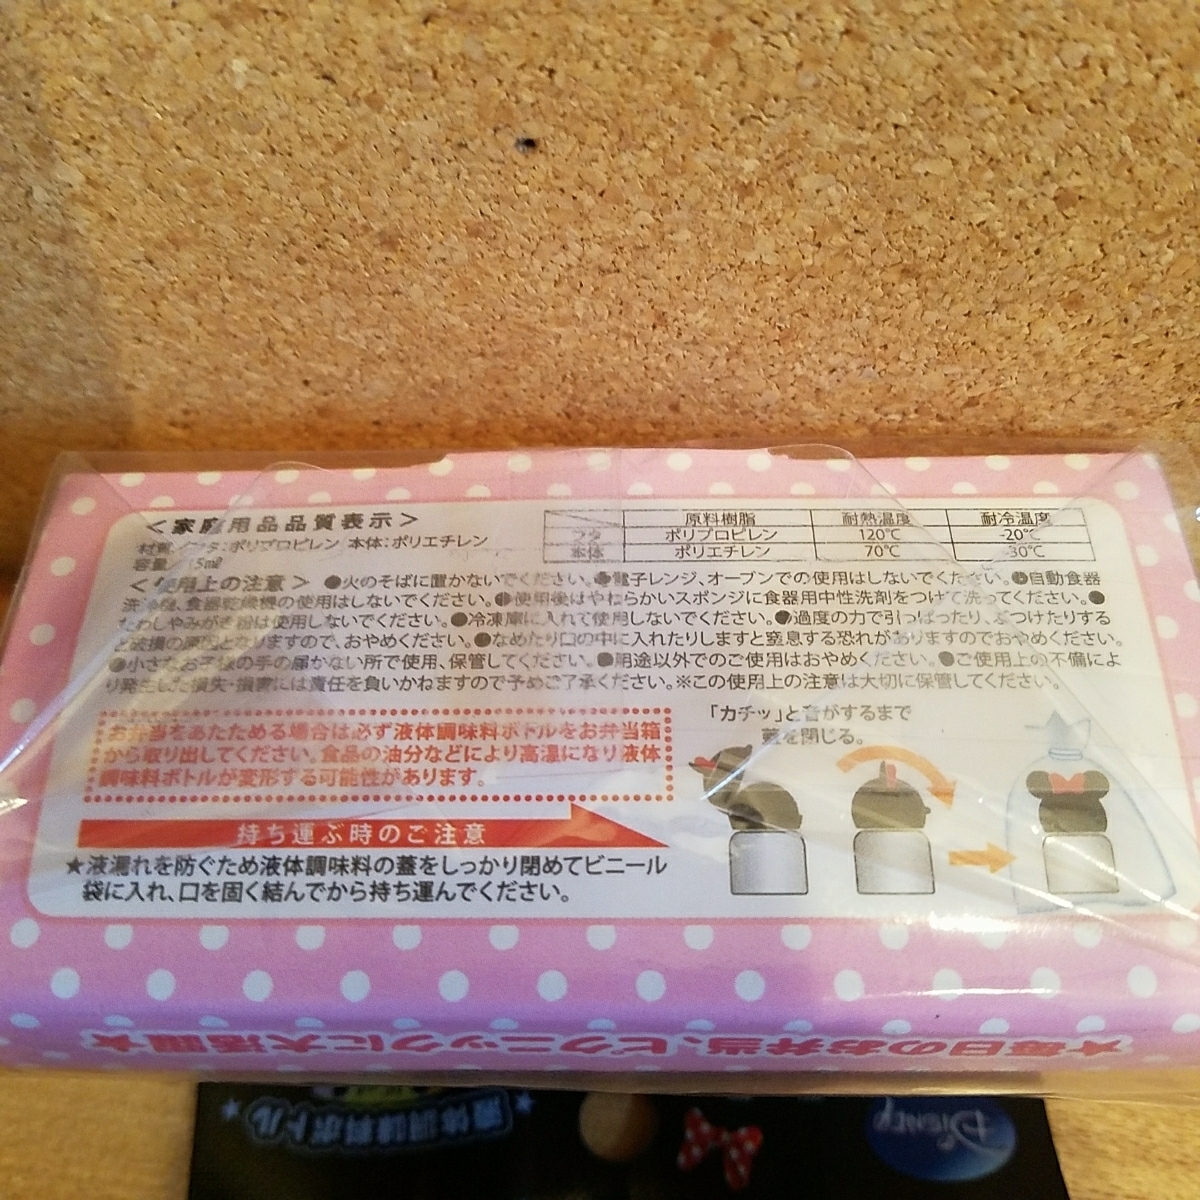 ＜家庭用品品質表示＞
材質／フタ:ポリプロピレン 本体:ポリエチレン
容量／15㎖
原料樹脂 耐熱温度 耐冷温度
フタ ポリプロピレン 120℃ -20℃
本体 ポリエチレン 70℃ -30℃
＜使用上の注意＞ ●火のそばに置かないでください。●電子レンジ、オーブンでの使用はしないでください。●自動食器
洗浄機、食器乾燥機の使用はしないでください。●使用後はやわらかいスポンジに食器用中性洗剤をつけて洗ってください。●
たわしやみがき粉は使用しないでください。●冷凍庫に入れて使用しないでください。●過度の力で引っぱったり、ぶつけたりする
と破損の原因となりますので、おやめください。●なめたり口の中に入れたりしますと窒息する恐れがありますのでおやめください。
●小さなお子様の手の届かない所で使用、保管してください。●用途以外でのご使用はおやめください。●ご使用上の不備によ
り発生した損失・損害には責任を負いかねますので予めご了承ください。※この使用上の注意は大切に保管してください。
お弁当をあたためる場合は必ず液体調味料ボトルをお弁当箱
から取り出してください。食品の油分などにより高温になり液体
調味料ボトルが変形する可能性があります。
持ち運ぶ時のご注意
★液漏れを防ぐため液体調味料の蓋をしっかり閉めてビニール
袋に入れ、口を固く結んでから持ち運んでください。
「カチッ」と音がするまで
蓋を閉じる。
★毎日のお弁当、ピクニックに大活躍★
Disney
★液体調味料ボトル★